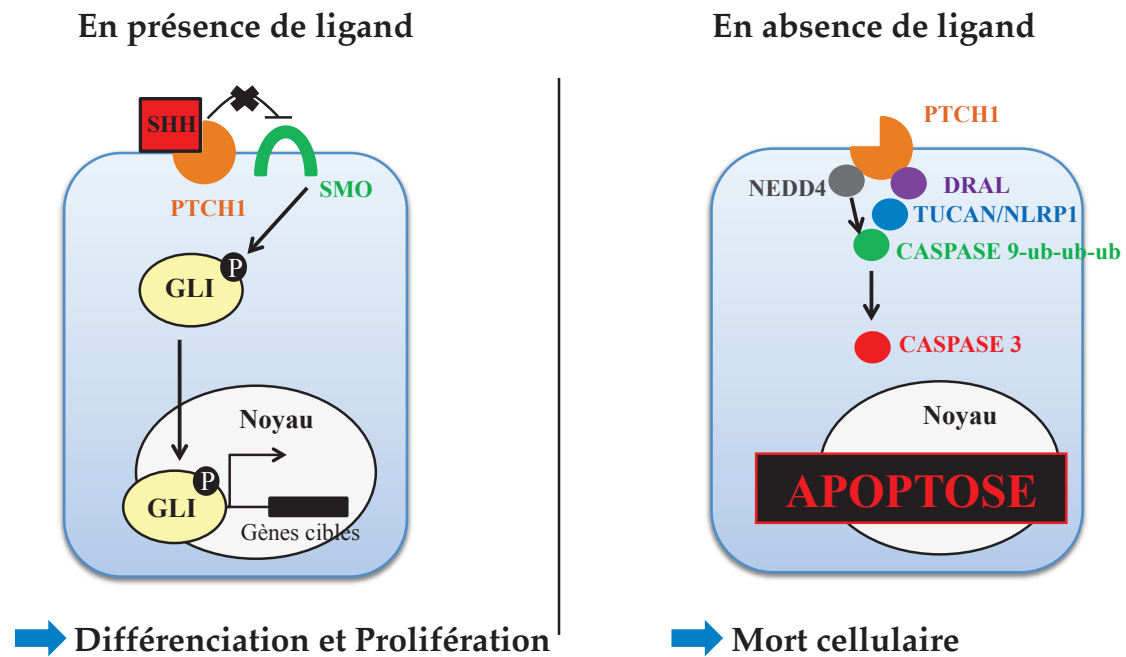 En présence de ligand
SHH
PTCH1
SMO
P
GLI
Noyau
P
GLI
Gènes cibles
Différenciation et Prolifération
En absence de ligand
PTCH1
NEDD4
DRAL
TUCAN/NLRP1
CASPASE 9-ub-ub-ub
CASPASE 3
Noyau
APOPTOSE
Mort cellulaire